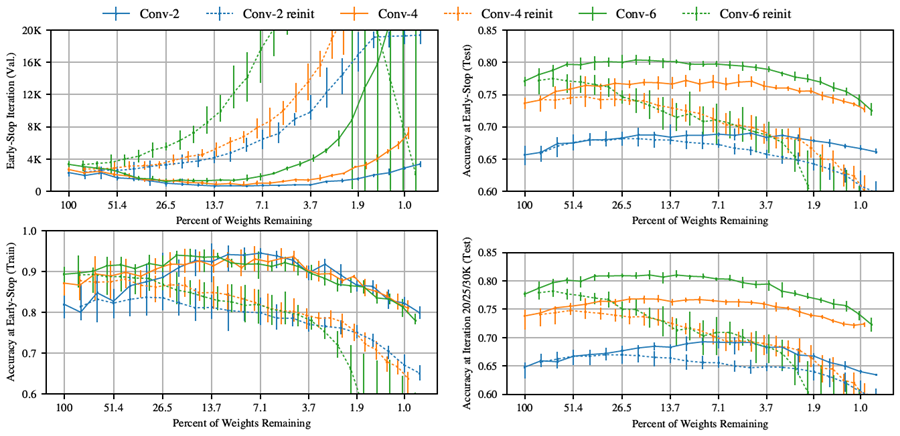 Conv-2 Conv-2 reinit Conv-4 Conv-4 reinit Conv-6 Conv-6 reinit
Early-Stop Iteration (Val.)
20K
16K
12K
8K
4K
0
100 51.4 26.5 13.7 7.1 3.7 1.9 1.0
Percent of Weights Remaining
Accuracy at Early-Stop (Test)
0.85
0.80
0.75
0.70
0.65
0.60
100 51.4 26.5 13.7 7.1 3.7 1.9 1.0
Percent of Weights Remaining
Accuracy at Early-Stop (Train)
1.0
0.9
0.8
0.7
0.6
100 51.4 26.5 13.7 7.1 3.7 1.9 1.0
Percent of Weights Remaining
Accuracy at Iteration 20/25/30K (Test)
0.85
0.80
0.75
0.70
0.65
0.60
100 51.4 26.5 13.7 7.1 3.7 1.9 1.0
Percent of Weights Remaining